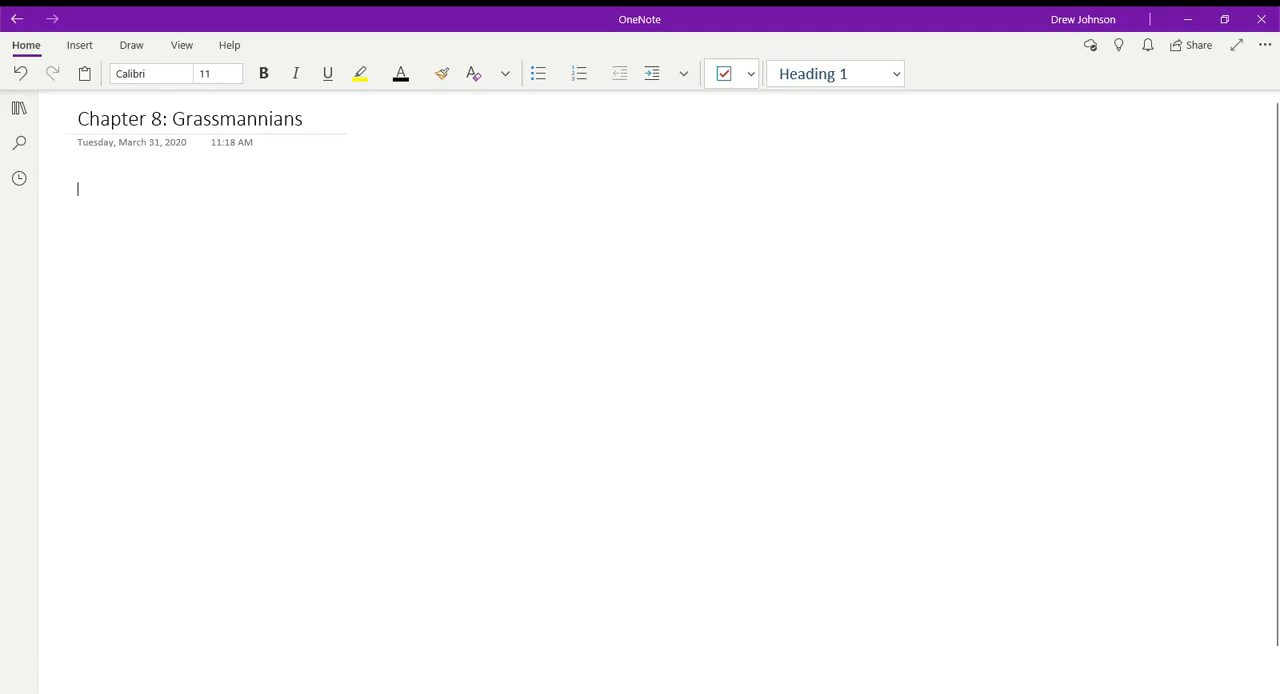 OneNote
Drew Johnson
Home Insert Draw View Help
Share
Calibri 11 B I U A A Heading 1
Chapter 8: Grassmannians
Tuesday, March 31, 2020 11:18 AM